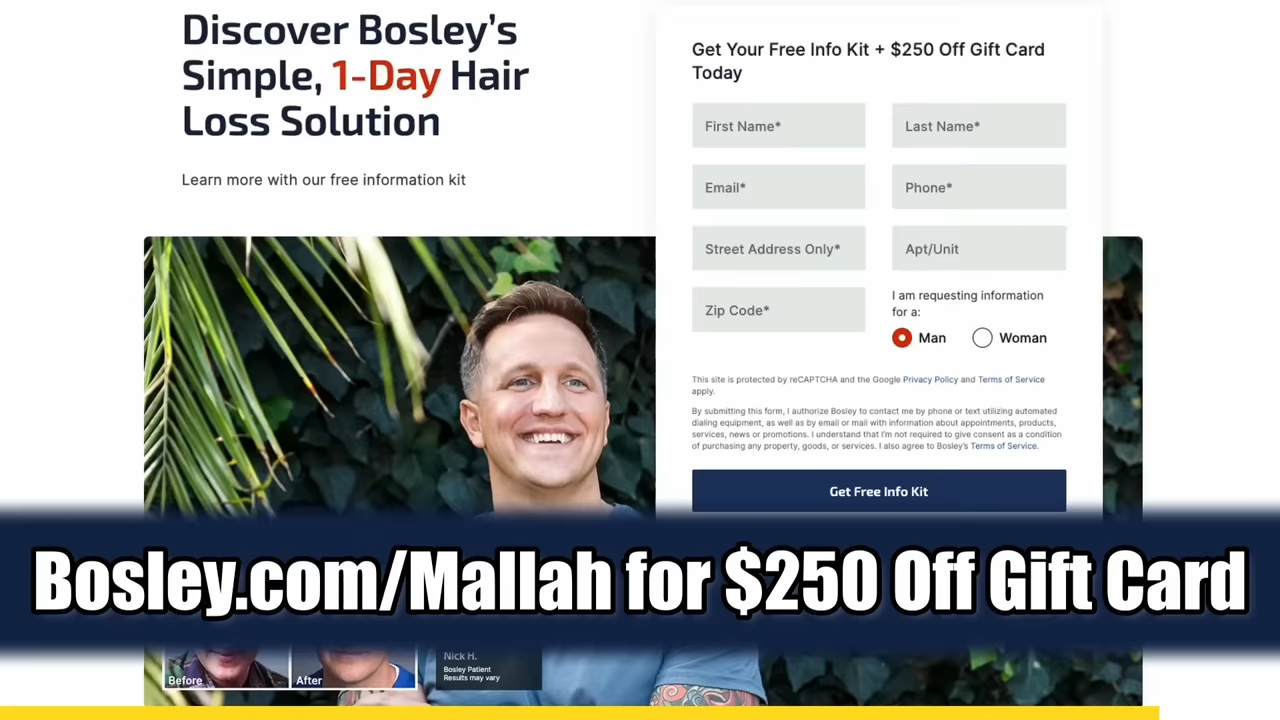 Discover Bosley's
Simple, 1-Day Hair
Loss Solution
Learn more with our free information kit
Get Your Free Info Kit + $250 Off Gift Card
Today
First Name*
Last Name*
Email*
Phone*
Street Address Only*
Apt/Unit
Zip Code*
I am requesting information
for a:
Man
Woman
This site is protected by reCAPTCHA and the Google Privacy Policy and Terms of Service
apply.
By submitting this form, I authorize Bosley to contact me by phone or text utilizing automated
dialing equipment, as well as by email or mail with information about appointments, products,
services, news or promotions. I understand that I'm not required to give consent as a condition
of purchasing any property, goods, or services. I also agree to Bosley's Terms of Service.
Get Free Info Kit
Bosley.com/Mallah for $250 Off Gift Card
Before
After
Nick H.
Bosley Patient
Results may vary